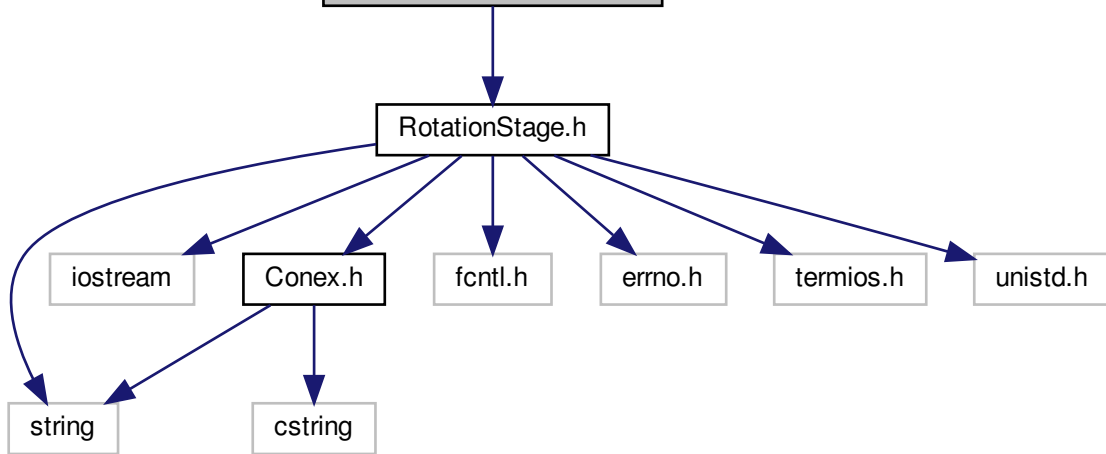 RotationStage.h
iostream
Conex.h
fcntl.h
errno.h
termios.h
unistd.h
string
cstring